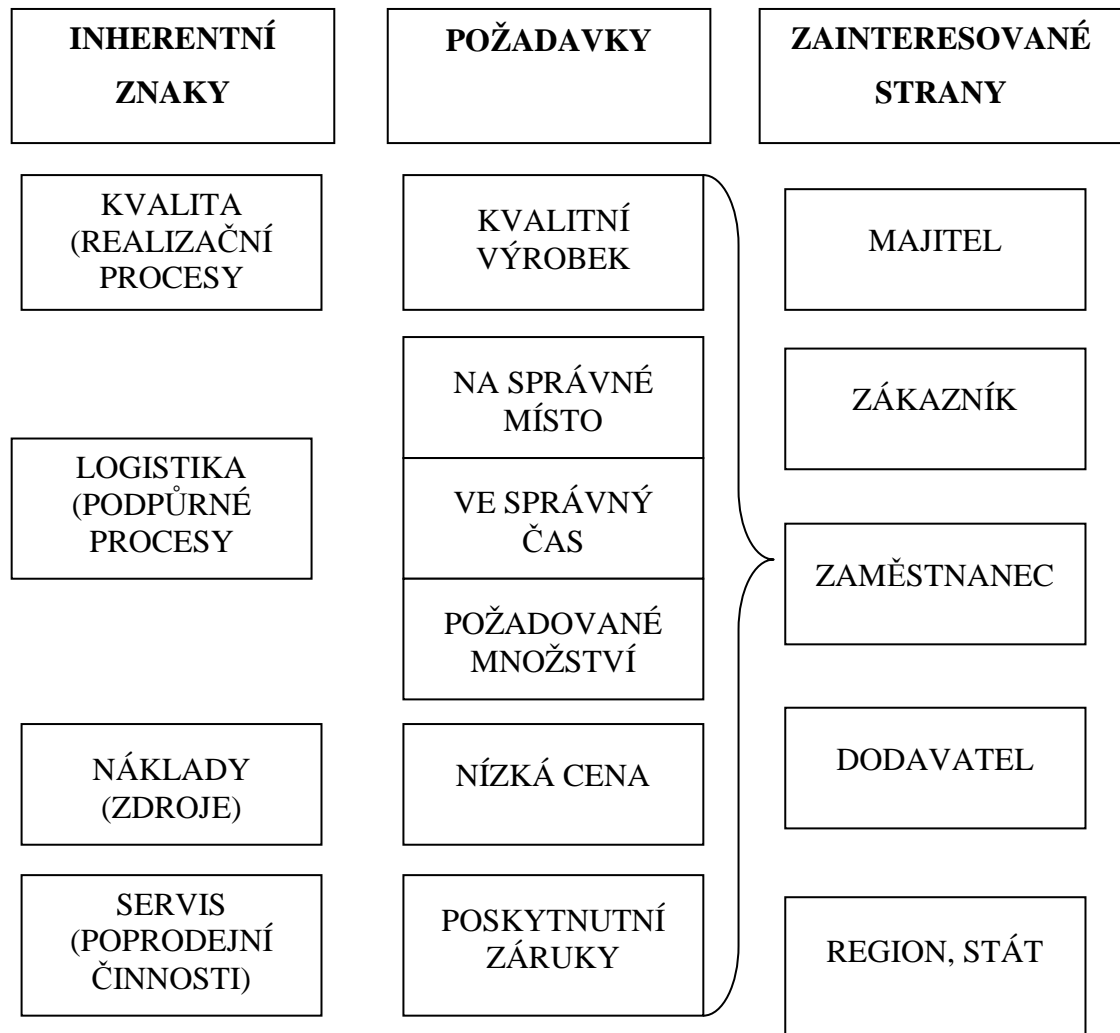 INHERENTNÍ
ZNAKY
POŽADAVKY
ZAINTERESOVANÉ
STRANY
KVALITA
(REALIZAČNÍ
PROCESY
KVALITNÍ
VÝROBEK
MAJITEL
NA SPRÁVNÉ
MÍSTO
ZÁKAZNÍK
LOGISTIKA
(PODPŮRNÉ
PROCESY
VE SPRÁVNÝ
ČAS
ZAMĚSTNANEC
POŽADOVANÉ
MNOŽSTVÍ
NÁKLADY
(ZDROJE)
NÍZKÁ CENA
DODAVATEL
SERVIS
(POPRODEJNÍ
ČINNOSTI)
POSKYTNUTNÍ
ZÁRUKY
REGION, STÁT